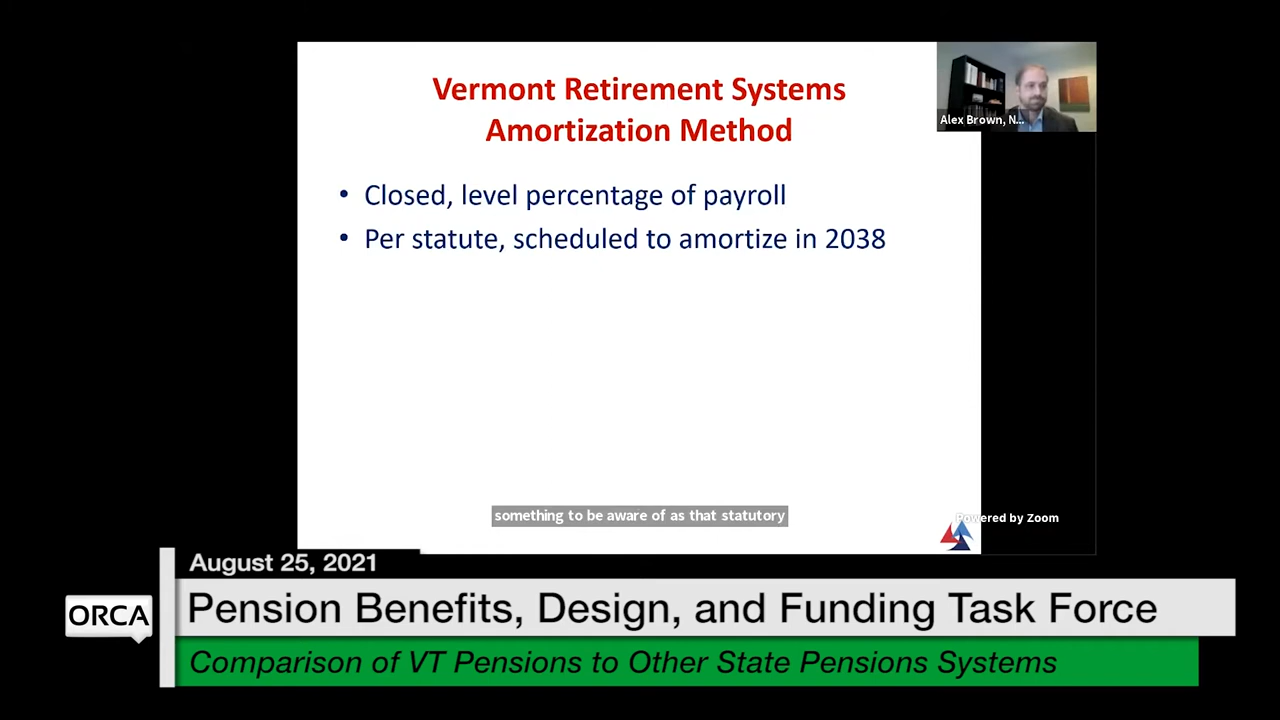 Vermont Retirement Systems
Amortization Method
• Closed, level percentage of payroll
• Per statute, scheduled to amortize in 2038
Alex Brown, N...
something to be aware of as that statutory
Powered by Zoom
August 25, 2021
ORCA
Pension Benefits, Design, and Funding Task Force
Comparison of VT Pensions to Other State Pensions Systems